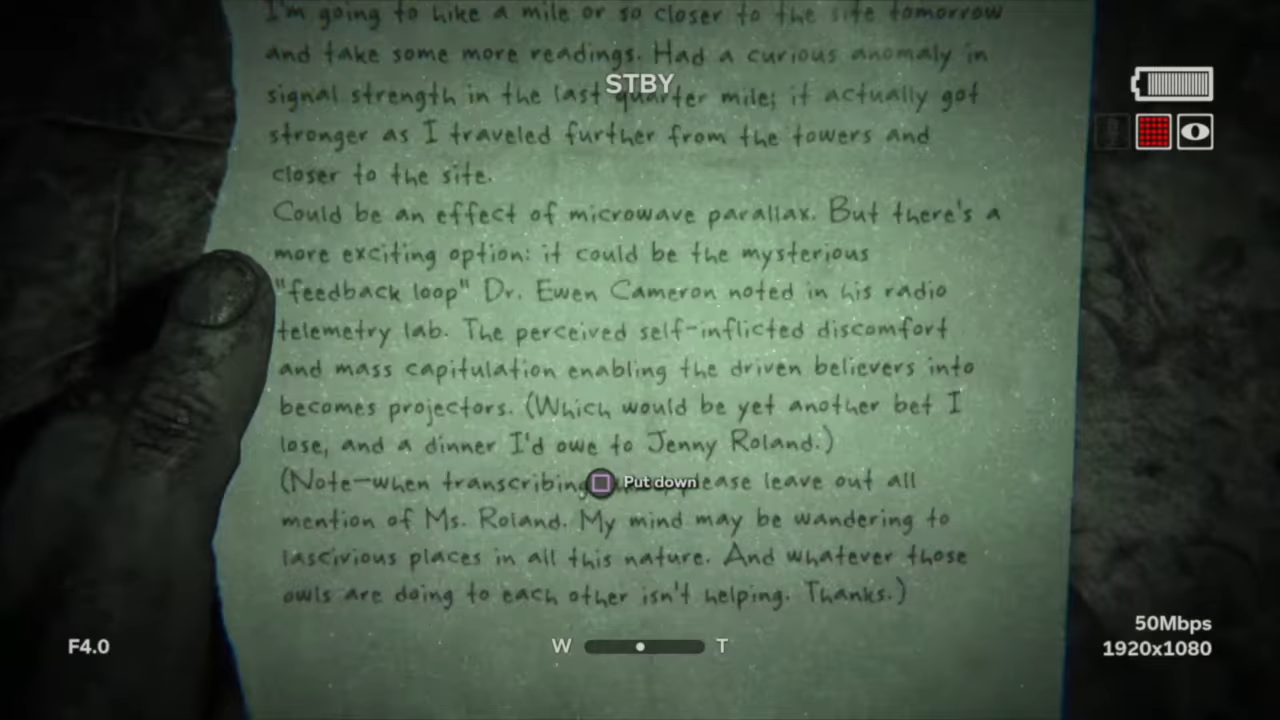 I'm going to hike a mile or so closer to the site tomorrow
and take some more readings. Had a curious anomaly in
STBY
signal strength in the last quarter mile; it actually got
stronger as I traveled further from the towers and
closer to the site.
Could be an effect of microwave parallax. But there's a
more exciting option: it could be the mysterious
"feedback loop" Dr. Ewen Cameron noted in his radio
telemetry lab. The perceived self-inflicted discomfort
and mass capitulation enabling the driven believers into
becomes projectors. (Which would be yet another bet I
lose, and a dinner I'd owe to Jenny Roland.)
(Note—when transcribing please leave out all
Put down
mention of Ms. Roland. My mind may be wandering to
lascivious places in all this nature. And whatever those
owls are doing to each other isn't helping. Thanks.)
50Mbps
F4.0
W T
1920x1080